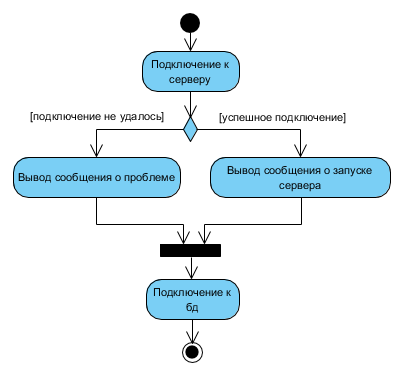 Подключение к
серверу
[подключение не удалось]
[успешное подключение]
Вывод сообщения о проблеме
Вывод сообщения о запуске
сервера
Подключение к
бд